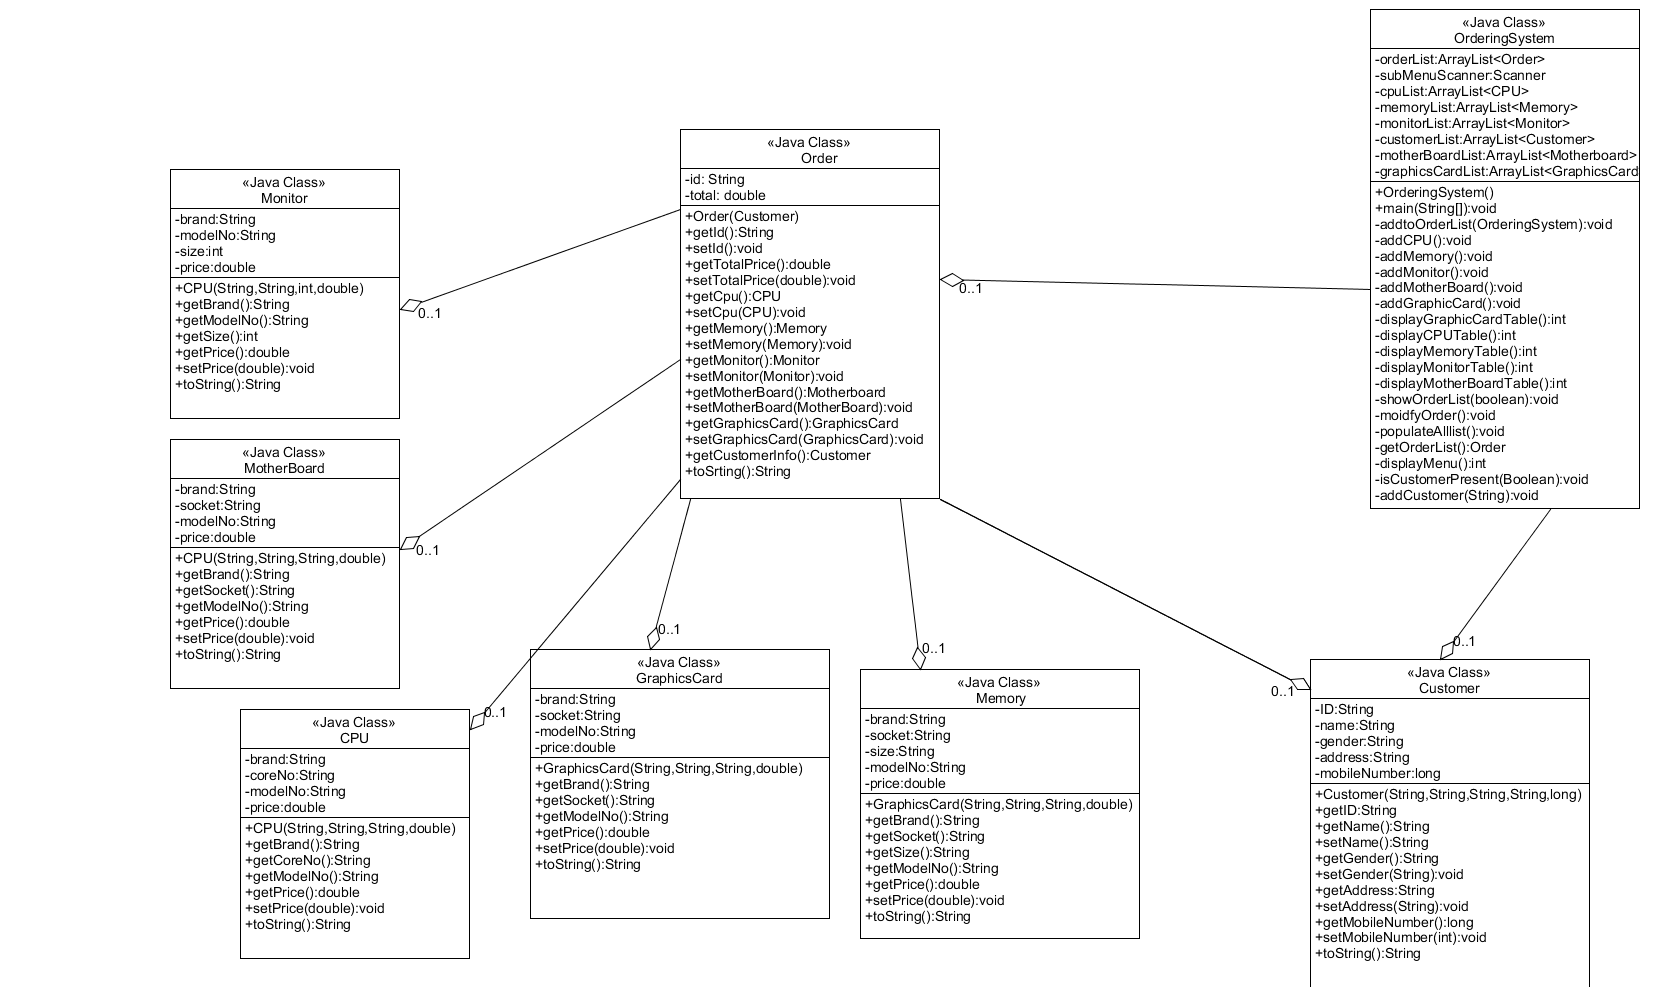 «Java Class»
OrderingSystem
-orderList:ArrayList<Order>
-subMenuScanner:Scanner
-cpuList:ArrayList<CPU>
-memoryList:ArrayList<Memory>
-monitorList:ArrayList<Monitor>
-customerList:ArrayList<Customer>
-motherBoardList:ArrayList<Motherboard>
-graphicsCardList:ArrayList<GraphicsCard
+OrderingSystem()
+main(String[]):void
-addtoOrderList(OrderingSystem):void
-addCPU():void
-addMemory():void
-addMonitor():void
-addMotherBoard():void
-addGraphicCard():void
-displayGraphicCardTable():int
-displayCPUTable():int
-displayMemoryTable():int
-displayMonitorTable():int
-displayMotherBoardTable():int
-showOrderList(boolean):void
-moidfyOrder():void
-populateAlllist():void
-getOrderList():Order
-displayMenu():int
-isCustomerPresent(Boolean):void
-addCustomer(String):void
«Java Class»
Order
-id: String
-total: double
+Order(Customer)
+getId():String
+setId():void
+getTotalPrice():double
+setTotalPrice(double):void
+getCpu():CPU
+setCpu(CPU):void
+getMemory():Memory
+setMemory(Memory):void
+getMonitor():Monitor
+setMonitor(Monitor):void
+getMotherBoard():Motherboard
+setMotherBoard(MotherBoard):void
+getGraphicsCard():GraphicsCard
+setGraphicsCard(GraphicsCard):void
+getCustomerInfo():Customer
+toSrting():String
0..1
«Java Class»
Monitor
-brand:String
-modelNo:String
-size:int
-price:double
+CPU(String,String,int,double)
+getBrand():String
+getModelNo():String
+getSize():int
+getPrice():double
+setPrice(double):void
+toString():String
0..1
«Java Class»
MotherBoard
-brand:String
-socket:String
-modelNo:String
-price:double
+CPU(String,String,String,double)
+getBrand():String
+getSocket():String
+getModelNo():String
+getPrice():double
+setPrice(double):void
+toString():String
0..1
«Java Class»
CPU
-brand:String
-coreNo:String
-modelNo:String
-price:double
+CPU(String,String,String,double)
+getBrand():String
+getCoreNo():String
+getModelNo():String
+getPrice():double
+setPrice(double):void
+toString():String
0..1
0..1
«Java Class»
GraphicsCard
-brand:String
-socket:String
-modelNo:String
-price:double
+GraphicsCard(String,String,String,double)
+getBrand():String
+getSocket():String
+getModelNo():String
+getPrice():double
+setPrice(double):void
+toString():String
0..1
«Java Class»
Memory
-brand:String
-socket:String
-size:String
-modelNo:String
-price:double
+GraphicsCard(String,String,String,double)
+getBrand():String
+getSocket():String
+getSize():String
+getModelNo():String
+getPrice():double
+setPrice(double):void
+toString():String
0..1
0..1
«Java Class»
Customer
-ID:String
-name:String
-gender:String
-address:String
-mobileNumber:long
+Customer(String,String,String,String,long)
+getID:String
+getName():String
+setName():String
+getGender():String
+setGender(String):void
+getAddress:String
+setAddress(String):void
+getMobileNumber():long
+setMobileNumber(int):void
+toString():String